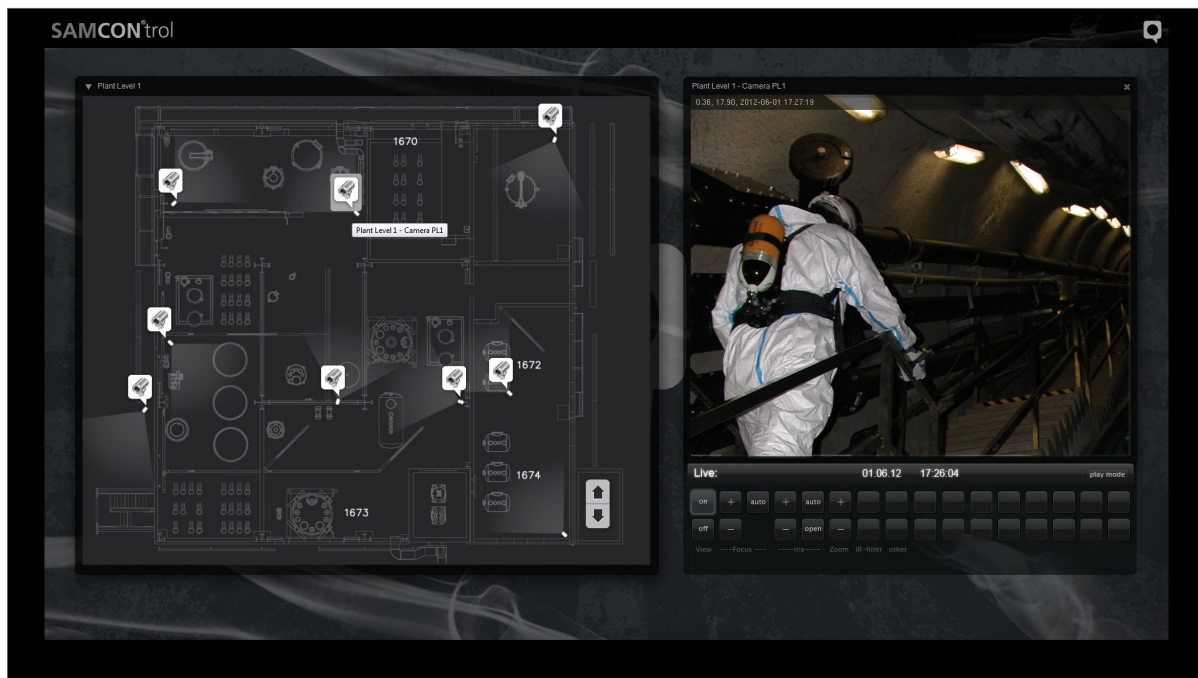 SAMCON®trol
Plant Level 1
1670
Plant Level 1 - Camera PL1
1672
1674
1673
Plant Level 1 - Camera PL1
0.36, 17.90, 2012-06-01 17:27:19
Live: 01.06.12 17:26:04 play mode
on + auto + auto +
off - - open -
View ---Focus --- ----Iris---- Zoom IR-filter other